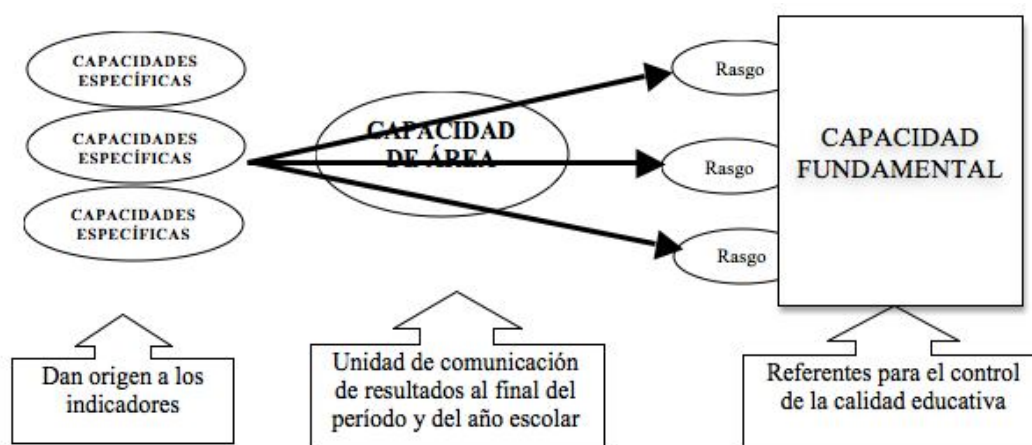 CAPACIDADES
ESPECÍFICAS
CAPACIDADES
ESPECÍFICAS
CAPACIDADES
ESPECÍFICAS
CAPACIDAD
DE ÁREA
Rasgo
Rasgo
Rasgo
CAPACIDAD
FUNDAMENTAL
Dan origen a los
indicadores
Unidad de comunicación
de resultados al final del
período y del año escolar
Referentes para el control
de la calidad educativa